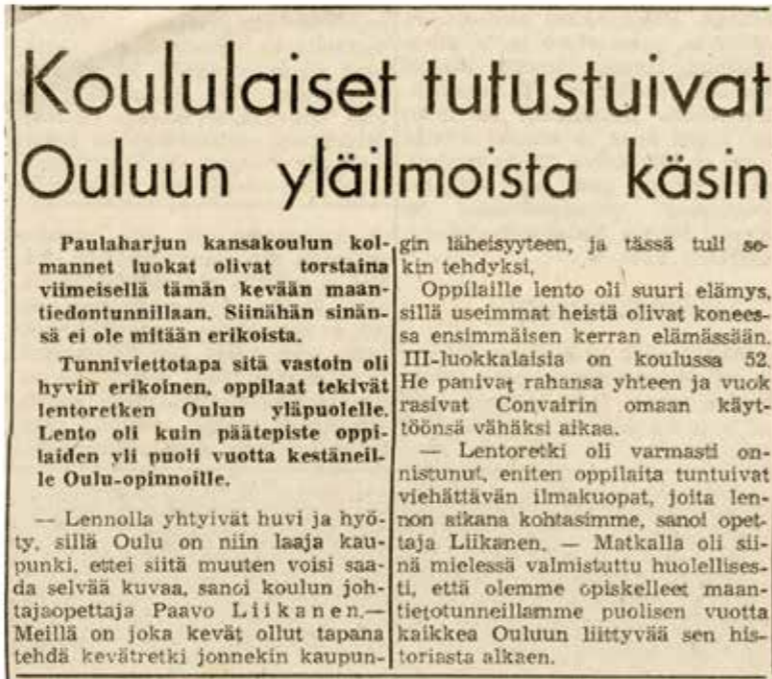 Koululaiset tutustuivat
Ouluun yläilmoista käsin
Paulaharjun kansakoulun kol-
mannet luokat olivat torstaina
viimeisellä tämän kevään maan-
tiedontunnillaan. Siinähän sinän-
sä ei ole mitään erikoista.
Tunniviettotapa sitä vastoin oli
hyvin erikoinen, oppilaat tekivät
lentoretken Oulun yläpuolelle.
Lento oli kuin päätepiste oppi-
laiden yli puoli vuotta kestäneil-
le Oulu-opinnoille.
— Lennolla yhtyivät huvi ja hyö-
ty, sillä Oulu on niin laaja kau-
punki, ettei siitä muuten voisi saa-
da selvää kuvaa, sanoi koulun joh-
tajaopettaja Paavo Liikanen.—
Meillä on joka kevät ollut tapana
tehdä kevätretki jonnekin kaupun-
gin läheisyyteen, ja tässä tuli se-
kin tehdyksi.
Oppilaille lento oli suuri elämys,
sillä useimmat heistä olivat konees-
sa ensimmäisen kerran elämässään.
III-luokkalaisia on koulussa 52.
He panivat rahansa yhteen ja vuok
rasivat Convairin omaan käyt-
töönsä vähäksi aikaa.
— Lentoretki oli varmasti on-
nistunut, eniten oppilaita tuntuivat
viehättävän ilmakuopat, joita len-
non aikana kohtasimme, sanoi opet-
taja Liikanen. — Matkalla oli sii-
nä mielessä valmistuttu huolellises-
ti, että olemme opiskelleet maan-
tietotunneillamme puolisen vuotta
kaikkea Ouluun liittyvää sen his-
toriasta alkaen.